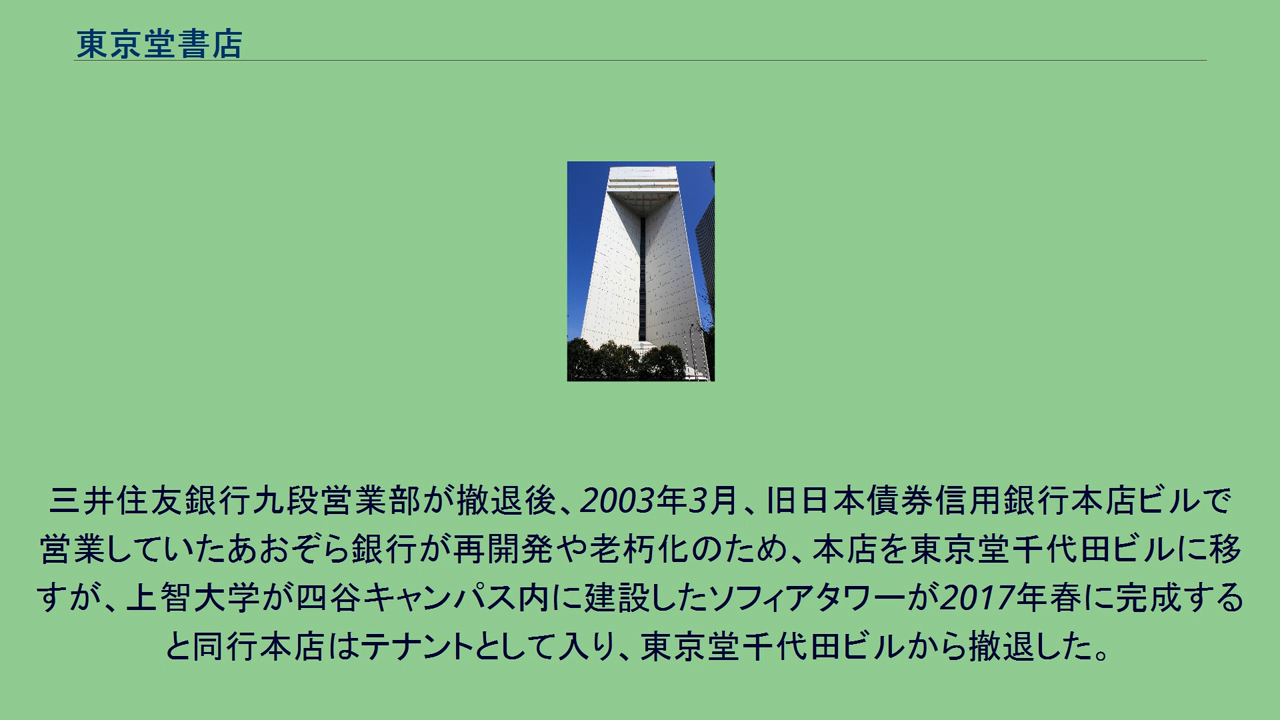 東京堂書店
三井住友銀行九段営業部が撤退後、2003年3月、旧日本債券信用銀行本店ビルで
営業していたあおぞら銀行が再開発や老朽化のため、本店を東京堂千代田ビルに移
すが、上智大学が四谷キャンパス内に建設したソフィアタワーが2017年春に完成する
と同行本店はテナントとして入り、東京堂千代田ビルから撤退した。